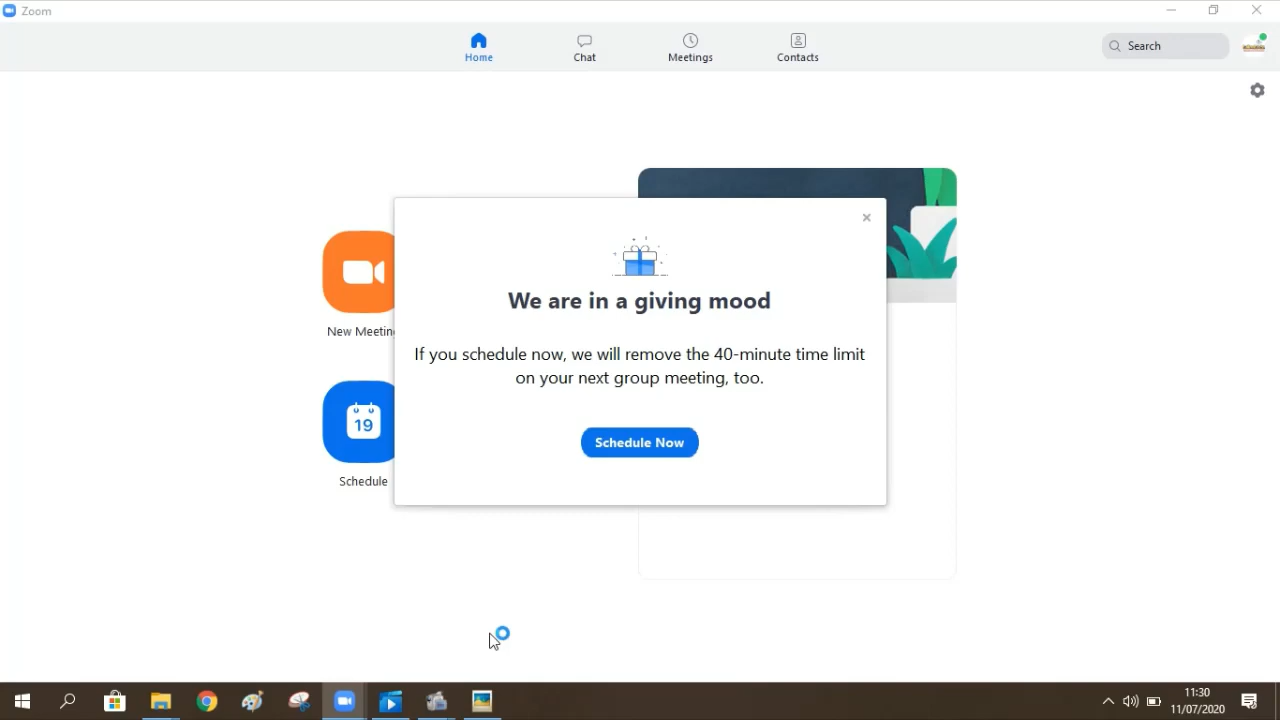 Zoom
Home
Chat
Meetings
Contacts
Search
We are in a giving mood
If you schedule now, we will remove the 40-minute time limit
on your next group meeting, too.
Schedule Now
New Meeting
19
Schedule
11:30
11/07/2020